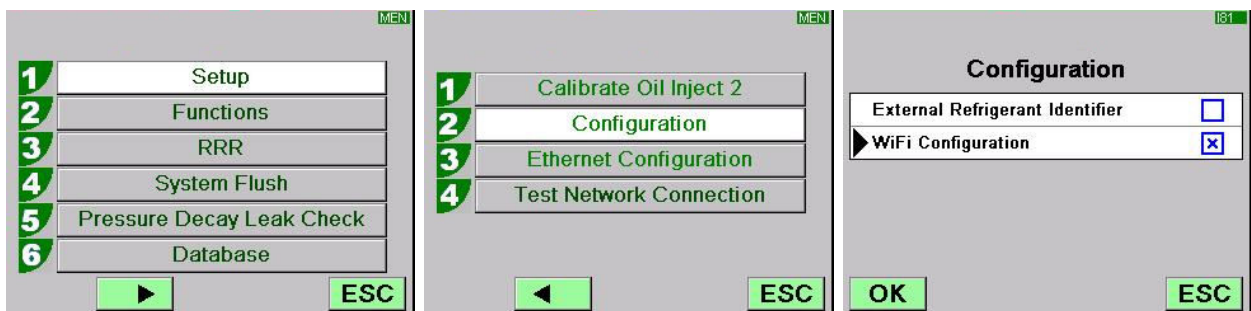 MEN
1 Setup
2 Functions
3 RRR
4 System Flush
5 Pressure Decay Leak Check
6 Database
ESC
MEN
1 Calibrate Oil Inject 2
2 Configuration
3 Ethernet Configuration
4 Test Network Connection
ESC
I81
Configuration
External Refrigerant Identifier
WiFi Configuration
OK ESC